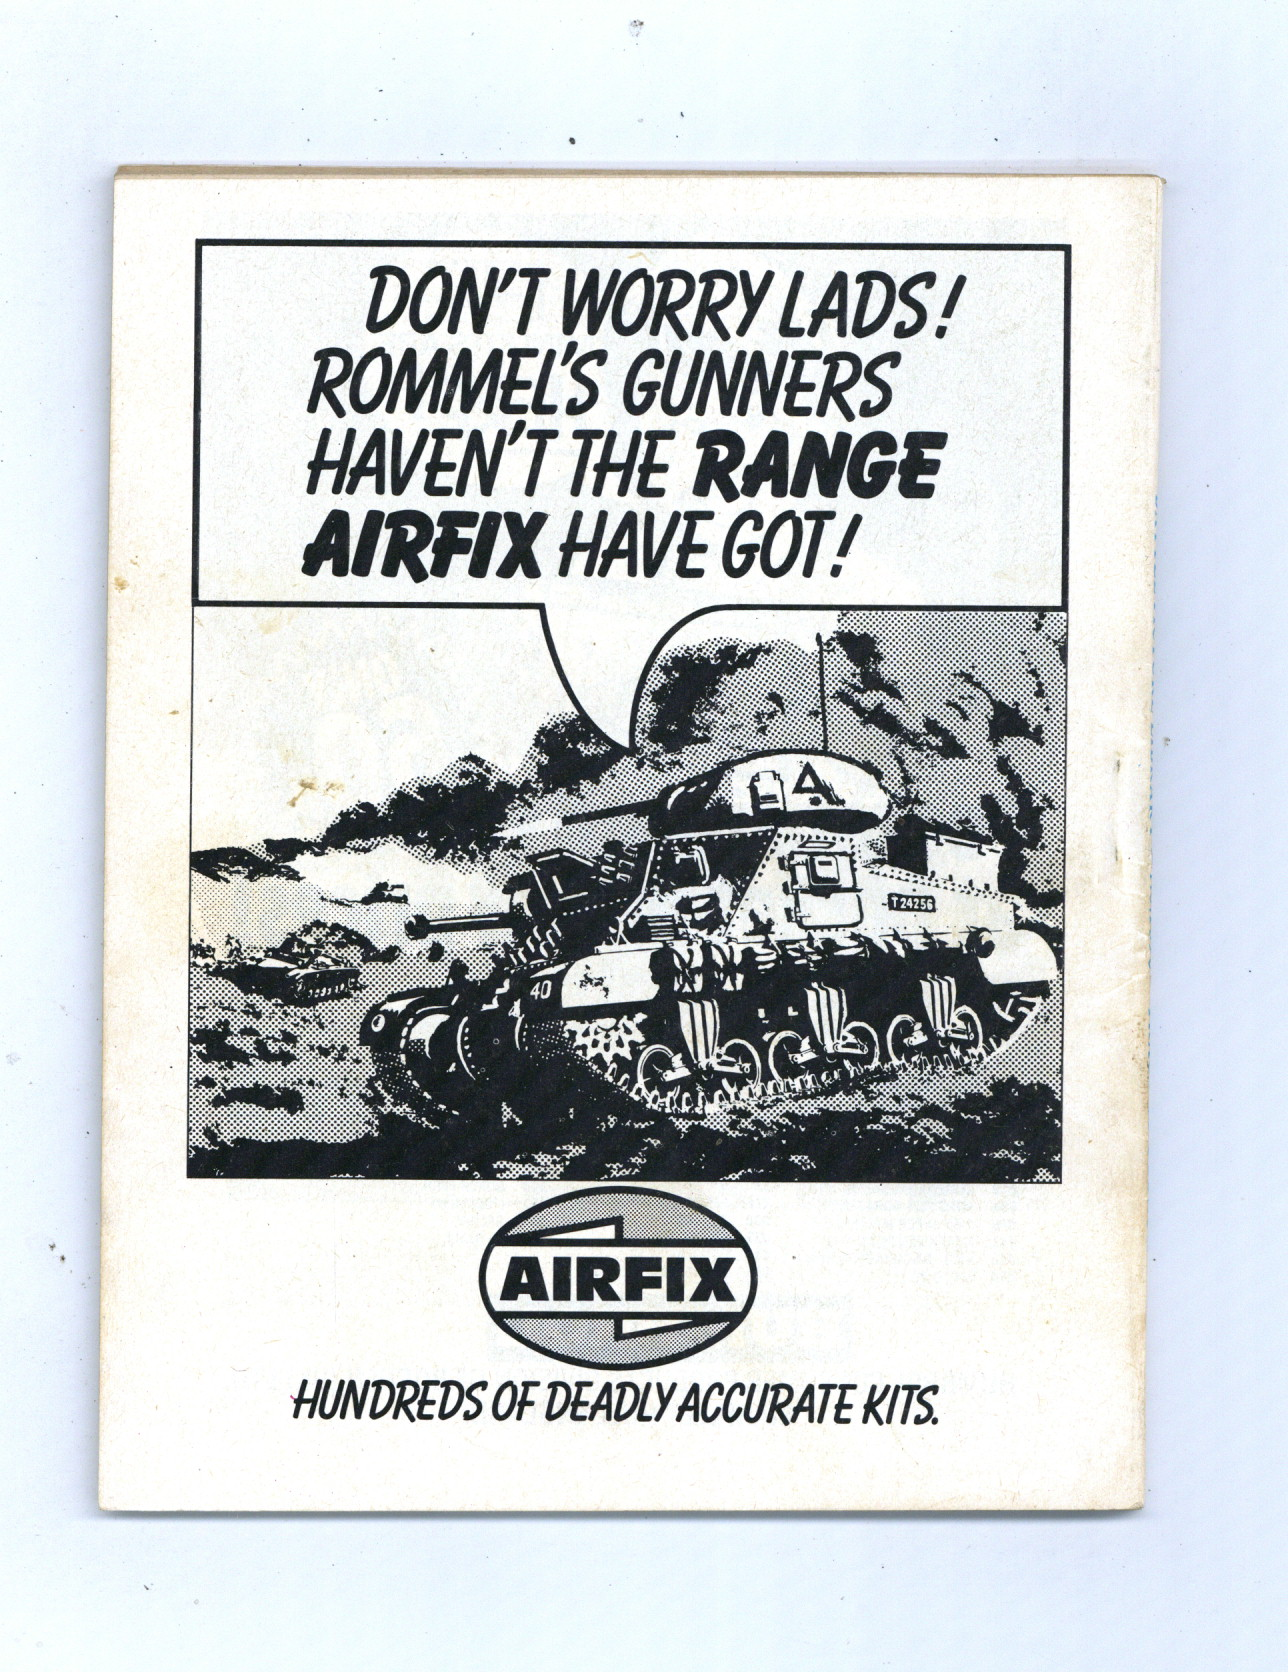 DON'T WORRY LADS!
ROMMEL'S GUNNERS
HAVEN'T THE RANGE
AIRFIX HAVE GOT!
T 24256
40
AIRFIX
HUNDREDS OF DEADLY ACCURATE KITS.